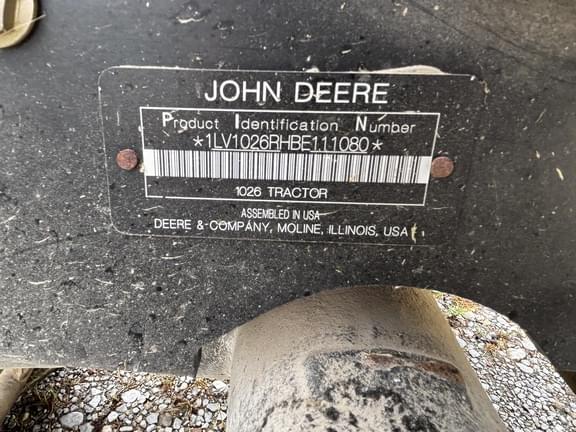 JOHN DEERE
Product Identification Number
*1LV1026RHBE111080*
1026 TRACTOR
ASSEMBLED IN USA
DEERE & COMPANY, MOLINE, ILLINOIS, USA